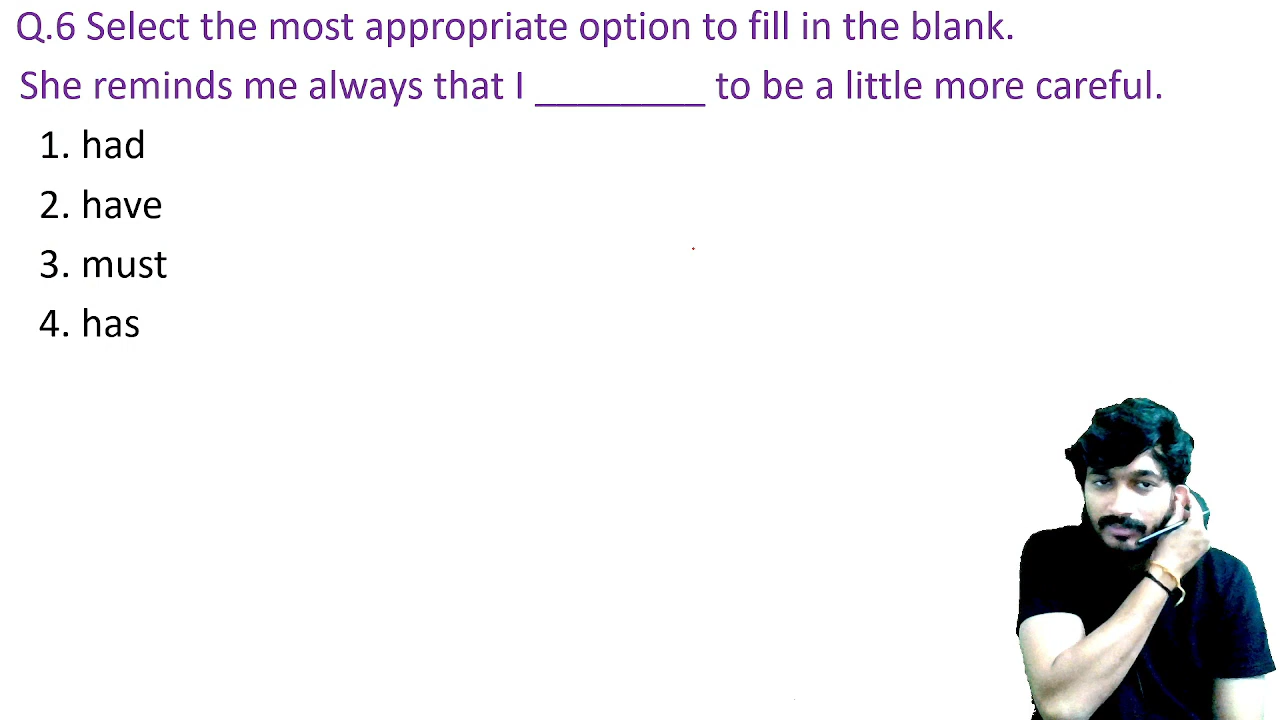 Q.6 Select the most appropriate option to fill in the blank.
She reminds me always that I ________ to be a little more careful.
1. had
2. have
3. must
4. has